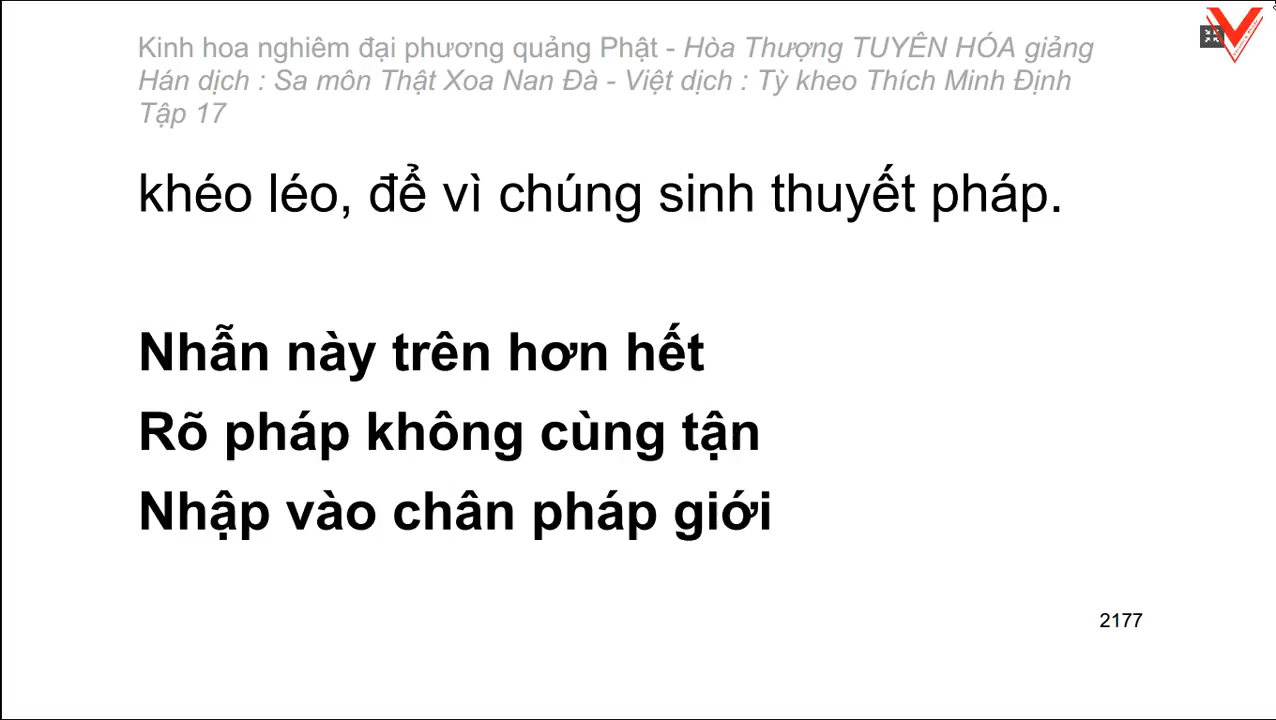 Kinh hoa nghiêm đại phương quảng Phật - Hòa Thượng TUYÊN HÓA giảng
Hán dịch : Sa môn Thật Xoa Nan Đà - Việt dịch : Tỳ kheo Thích Minh Định
Tập 17
khéo léo, để vì chúng sinh thuyết pháp.
Nhẫn này trên hơn hết
Rõ pháp không cùng tận
Nhập vào chân pháp giới
2177